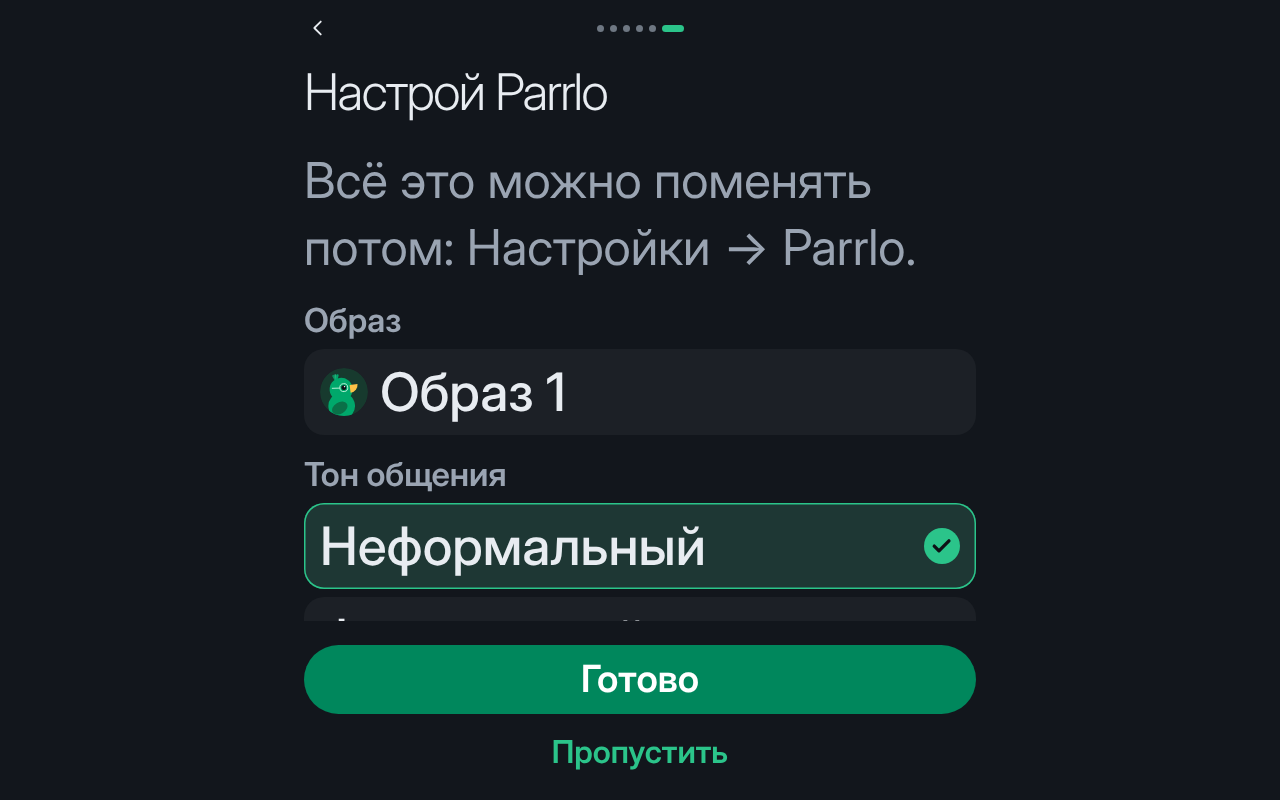 Настрой Parrlo
Всё это можно поменять
потом: Настройки → Parrlo.
Образ
Образ 1
Тон общения
Неформальный
Готово
Пропустить